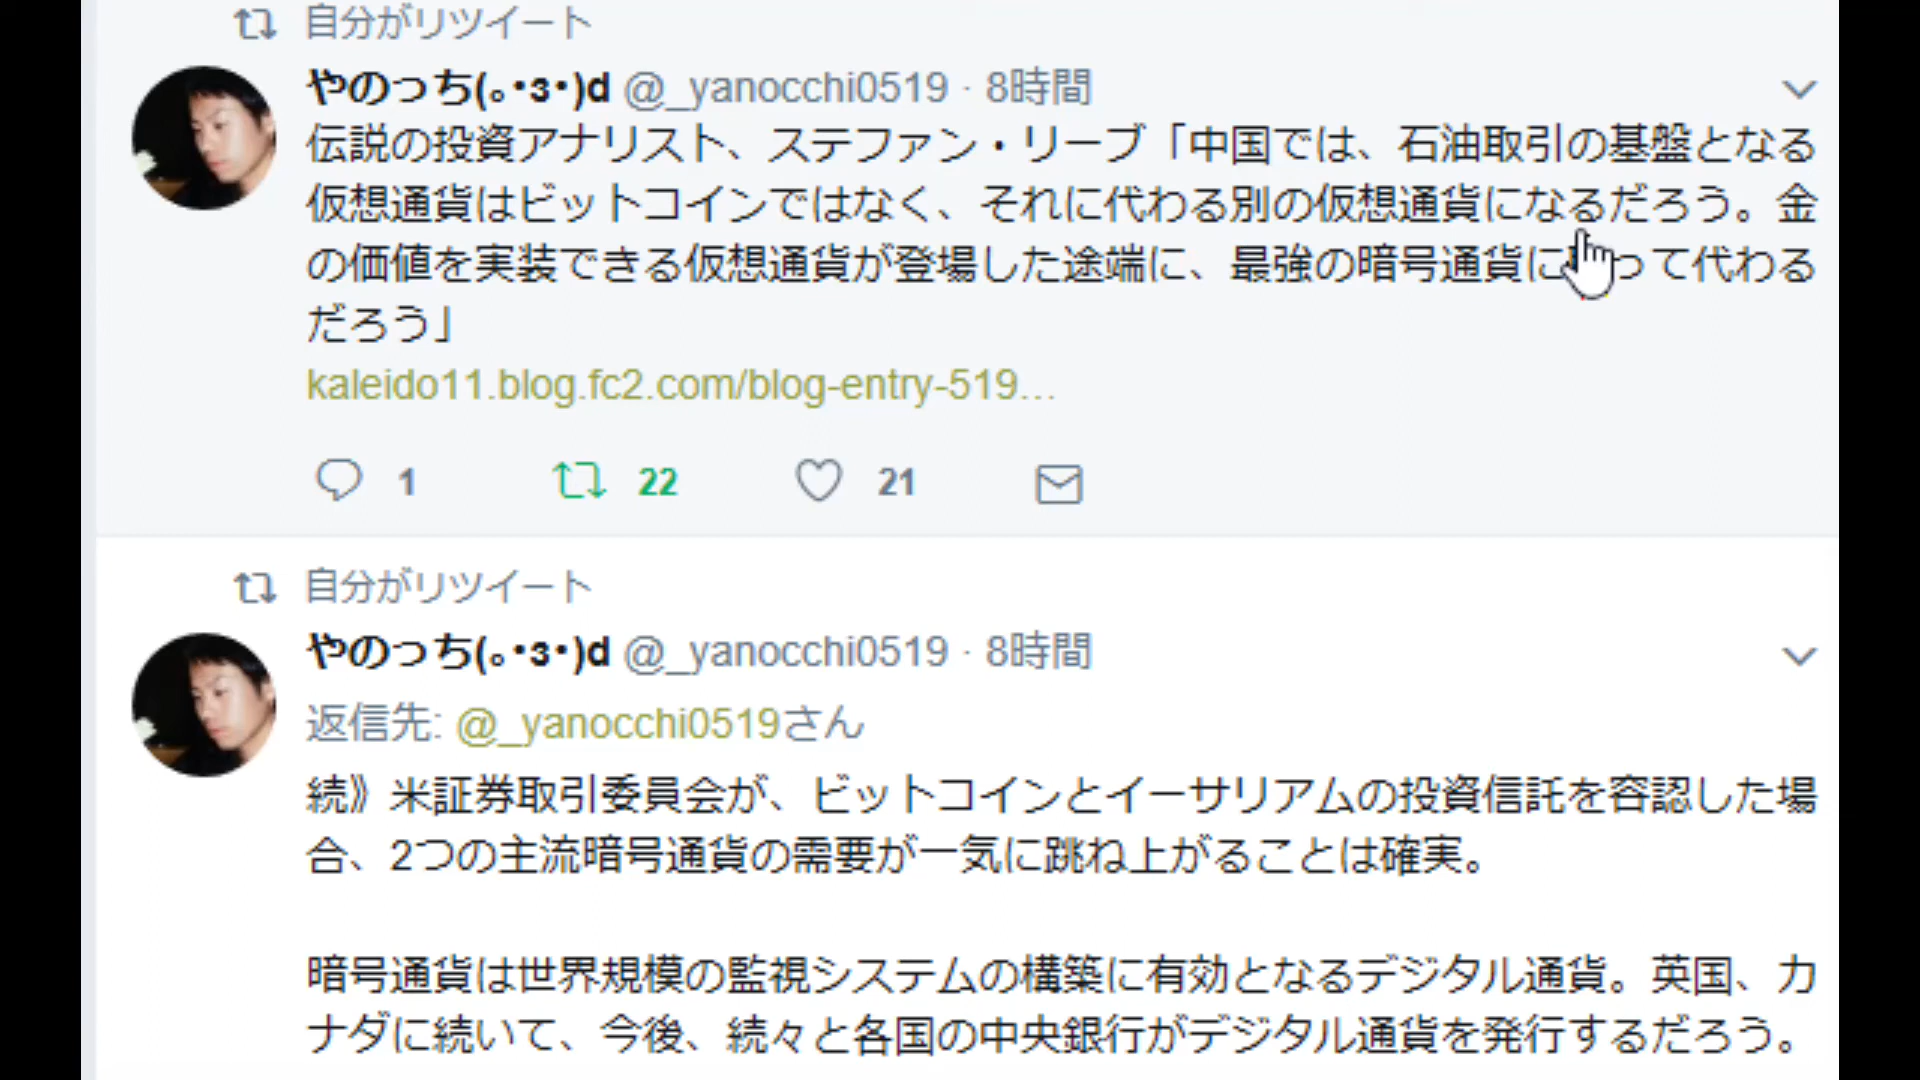 自分がリツイート
やのっち(｡･з･)d @_yanocchi0519 · 8時間
伝説の投資アナリスト、ステファン・リーブ「中国では、石油取引の基盤となる
仮想通貨はビットコインではなく、それに代わる別の仮想通貨になるだろう。金
の価値を実装できる仮想通貨が登場した途端に、最強の暗号通貨に って代わる
だろう」
kaleido11.blog.fc2.com/blog-entry-519…
1 22 21
自分がリツイート
やのっち(｡･з･)d @_yanocchi0519 · 8時間
返信先: @_yanocchi0519さん
続》米証券取引委員会が、ビットコインとイーサリアムの投資信託を容認した場
合、2つの主流暗号通貨の需要が一気に跳ね上がることは確実。
暗号通貨は世界規模の監視システムの構築に有効となるデジタル通貨。英国、カ
ナダに続いて、今後、続々と各国の中央銀行がデジタル通貨を発行するだろう。